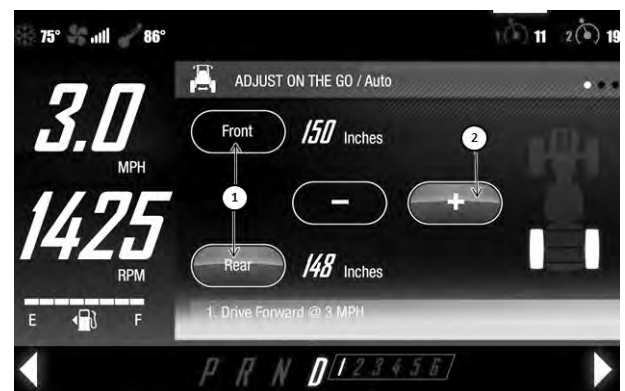 75° 86° 1 11 2 19
ADJUST ON THE GO / Auto
3.0
MPH
Front 150 Inches
2
1
− +
1425
RPM
Rear 148 Inches
E F
1. Drive Forward @ 3 MPH
P R N D 1 2 3 4 5 6